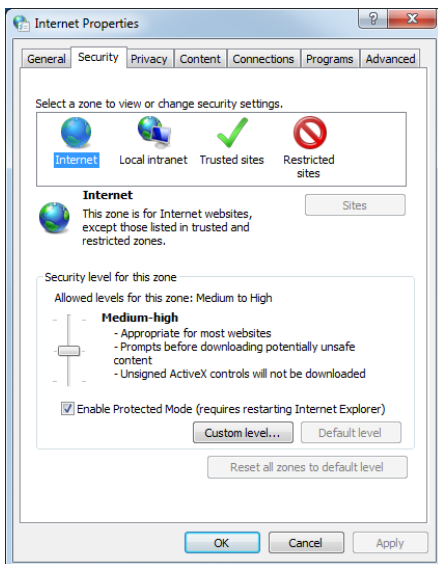 Internet Properties
General Security Privacy Content Connections Programs Advanced
Select a zone to view or change security settings.
Internet Local intranet Trusted sites Restricted
sites
Internet
Sites
This zone is for Internet websites,
except those listed in trusted and
restricted zones.
Security level for this zone
Allowed levels for this zone: Medium to High
Medium-high
- Appropriate for most websites
- Prompts before downloading potentially unsafe
content
- Unsigned ActiveX controls will not be downloaded
Enable Protected Mode (requires restarting Internet Explorer)
Custom level... Default level
Reset all zones to default level
OK Cancel Apply